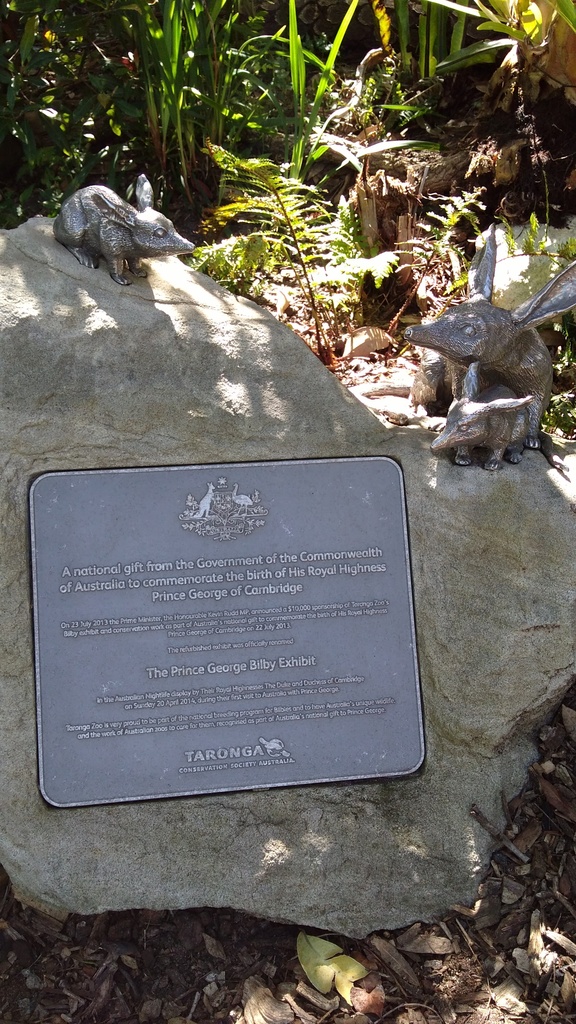 A national gift from the Government of the Commonwealth
of Australia to commemorate the birth of His Royal Highness
Prince George of Cambridge
On 23 July 2013 the Prime Minister, the Honourable Kevin Rudd MP, announced a $10,000 sponsorship of Taronga Zoo's
Bilby exhibit and conservation work as part of Australia's national gift to commemorate the birth of His Royal Highness
Prince George of Cambridge on 22 July 2013.
The refurbished exhibit was officially renamed
The Prince George Bilby Exhibit
in the Australian Nightlife display by Their Royal Highnesses The Duke and Duchess of Cambridge
on Sunday 20 April 2014, during their first visit to Australia with Prince George.
Taronga Zoo is very proud to be part of the national breeding program for Bilbies and to have Australia's unique wildlife,
and the work of Australian zoos to care for them, recognised as part of Australia's national gift to Prince George.
TARONGA
CONSERVATION SOCIETY AUSTRALIA